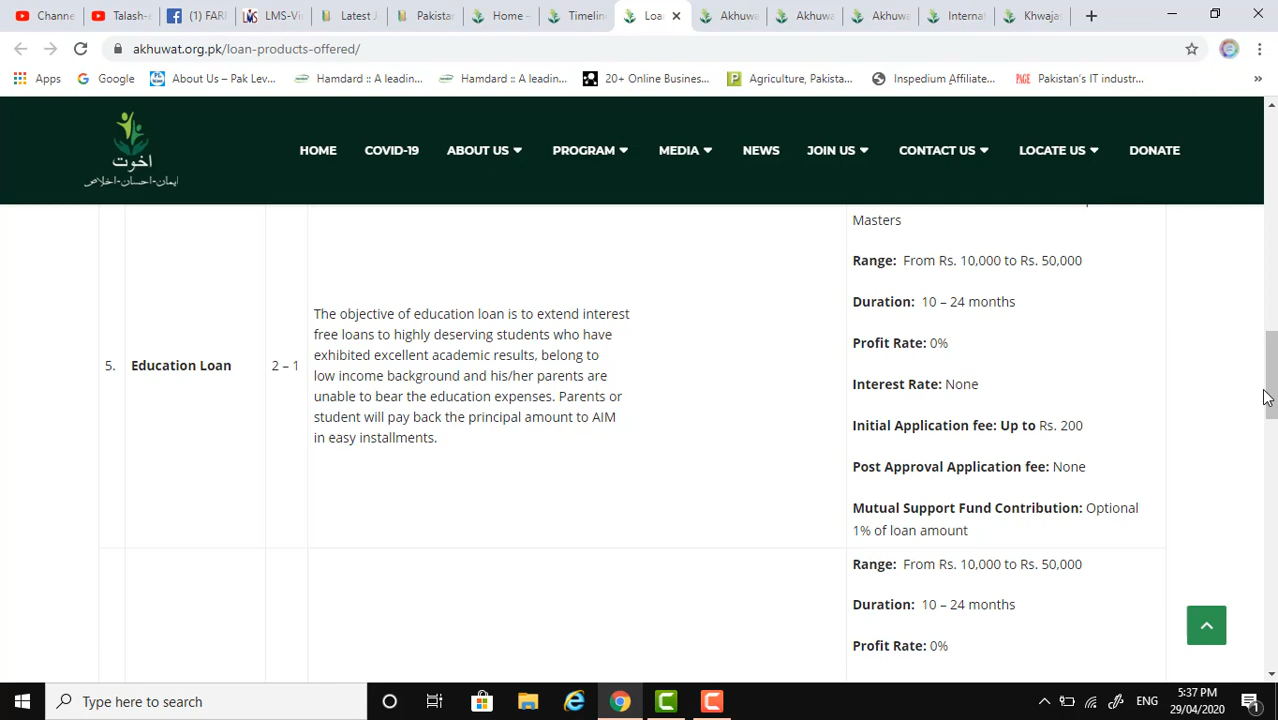 Channe
Talash-e
(1) FARI
LMS-Vi
Latest J
Pakistar
Home –
Timeline
Loan
Akhuwa
Akhuwa
Akhuwa
Interna
Khwaja
akhuwat.org.pk/loan-products-offered/
Apps
Google
About Us – Pak Lev...
Hamdard :: A leadin...
Hamdard :: A leadin...
20+ Online Busines...
Agriculture, Pakista...
Inspedium Affiliate...
Pakistan's IT industr...
»
اخوت
ایمان-احسان-اخلاص
HOME
COVID-19
ABOUT US
PROGRAM
MEDIA
NEWS
JOIN US
CONTACT US
LOCATE US
DONATE
Masters
Range: From Rs. 10,000 to Rs. 50,000
Duration: 10 – 24 months
Profit Rate: 0%
Interest Rate: None
Initial Application fee: Up to Rs. 200
Post Approval Application fee: None
Mutual Support Fund Contribution: Optional
1% of loan amount
5.
Education Loan
2 – 1
The objective of education loan is to extend interest
free loans to highly deserving students who have
exhibited excellent academic results, belong to
low income background and his/her parents are
unable to bear the education expenses. Parents or
student will pay back the principal amount to AIM
in easy installments.
Range: From Rs. 10,000 to Rs. 50,000
Duration: 10 – 24 months
Profit Rate: 0%
Type here to search
ENG
5:37 PM
29/04/2020